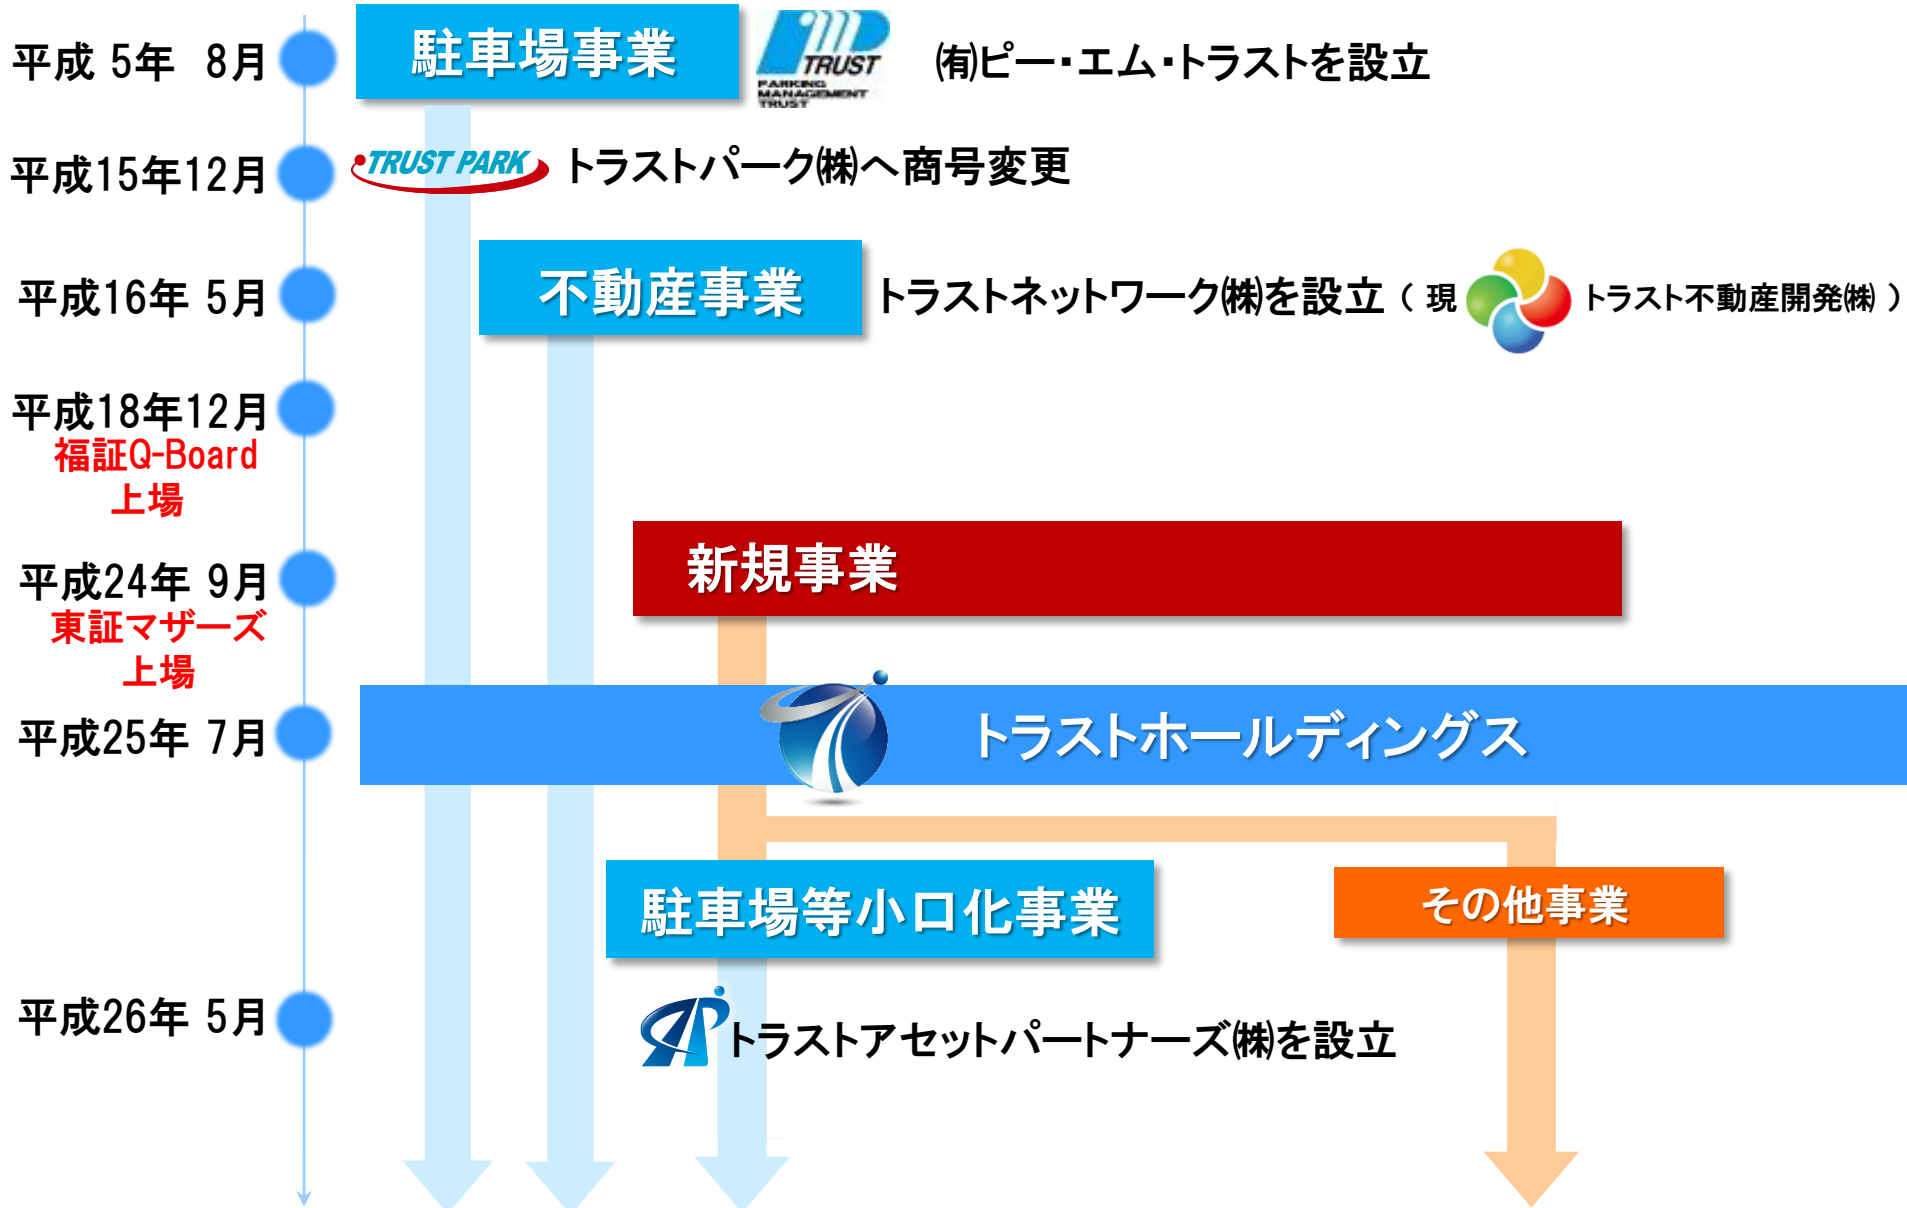 平成 5年 8月
駐車場事業
TRUST
PARKING
MANAGEMENT
TRUST
㈲ピー・エム・トラストを設立
平成15年12月
TRUST PARK
トラストパーク㈱へ商号変更
平成16年 5月
不動産事業
トラストネットワーク㈱を設立（ 現 トラスト不動産開発㈱ ）
平成18年12月
福証Q-Board
上場
新規事業
平成24年 9月
東証マザーズ
上場
平成25年 7月
トラストホールディングス
駐車場等小口化事業
その他事業
平成26年 5月
トラストアセットパートナーズ㈱を設立